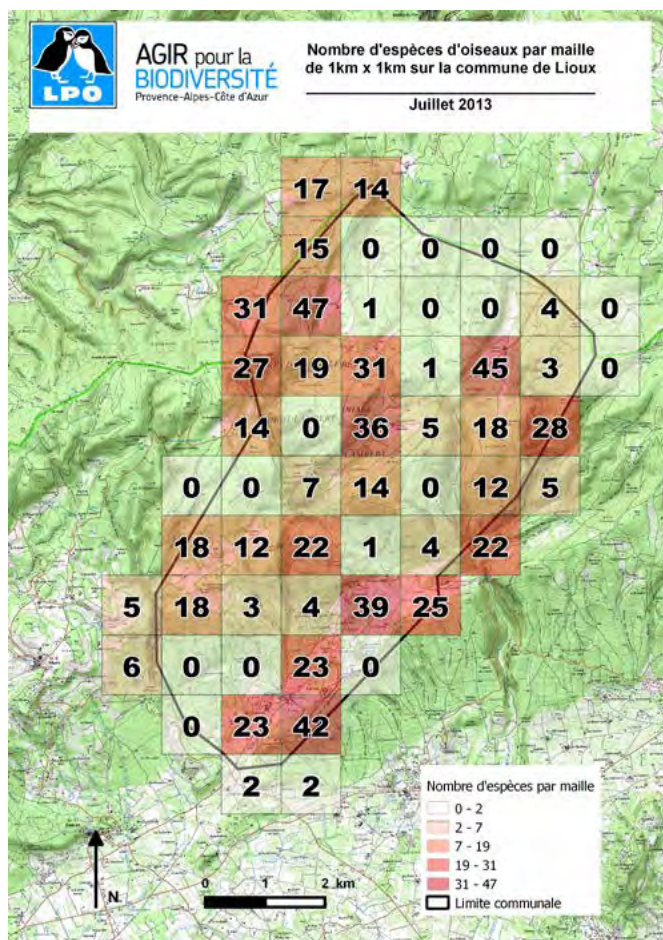 LPO
AGIR pour la
BIODIVERSITÉ
Provence-Alpes-Côte d'Azur
Nombre d'espèces d'oiseaux par maille
de 1km x 1km sur la commune de Lioux
Juillet 2013
17 14
15 0 0 0 0
31 47 1 0 0 4 0
27 19 31 1 45 3 0
14 0 36 5 18 28
0 0 7 14 0 12 5
18 12 22 1 4 22
5 18 3 4 39 25
6 0 0 23 0
0 23 42
2 2
Nombre d'espèces par maille
0 - 2
2 - 7
7 - 19
19 - 31
31 - 47
Limite communale
N
0 1 2 km